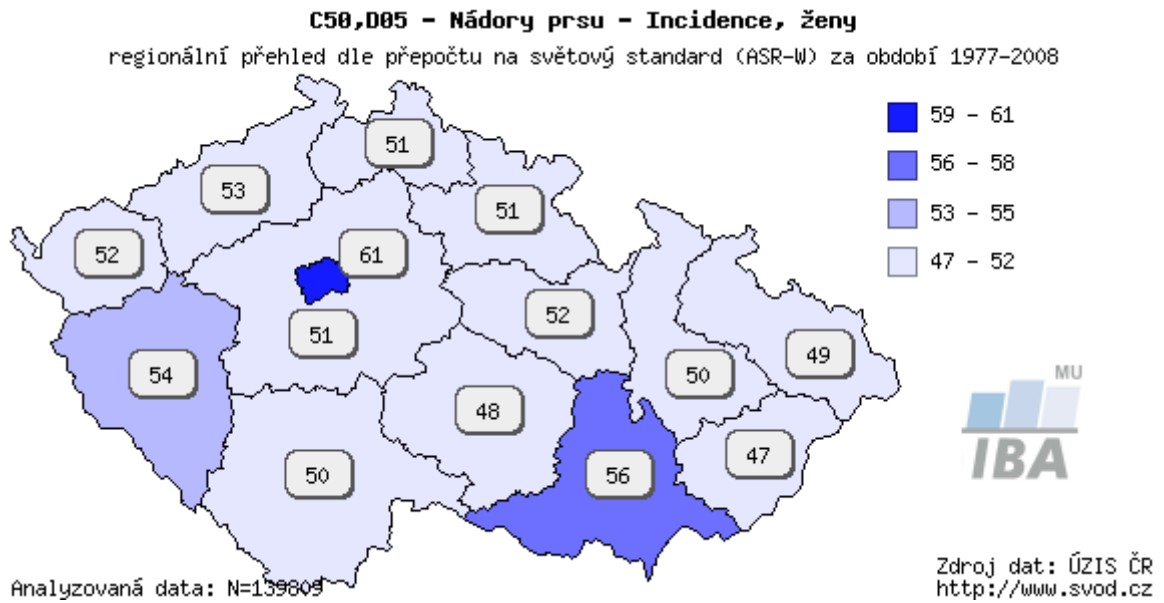 C50,D05 – Nádory prsu – Incidence, ženy
regionální přehled dle přepočtu na světový standard (ASR-W) za období 1977-2008
59 – 61
56 – 58
53 – 55
47 – 52
51
53
51
52
61
52
51
49
54
50
48
47
50
56
MU
IBA
Analyzovaná data: N=139809
Zdroj dat: ÚZIS ČR
http://www.svod.cz